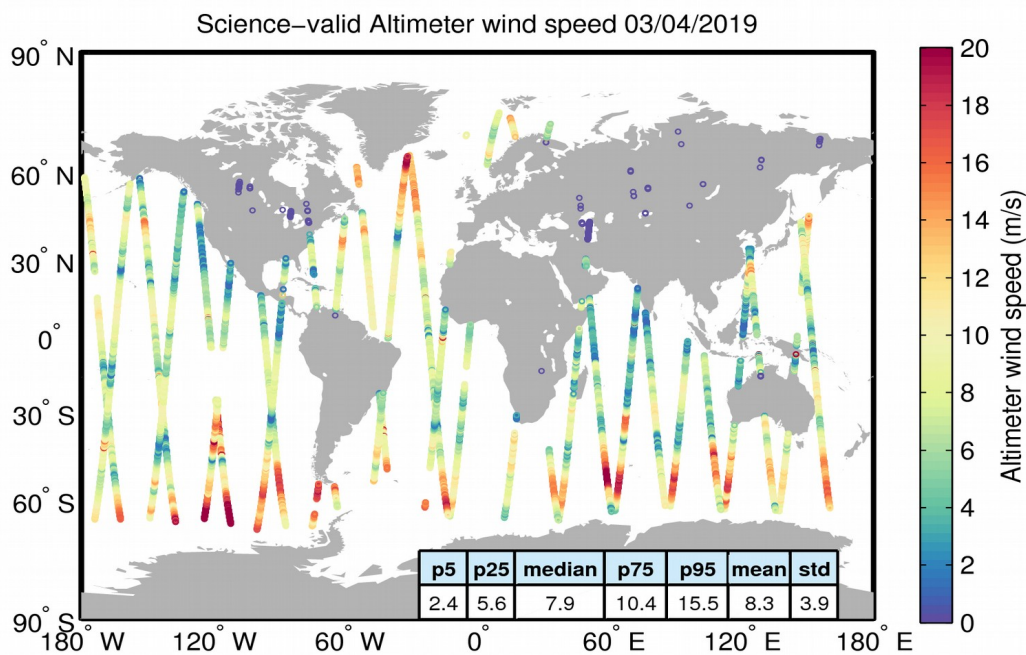 Science-valid Altimeter wind speed 03/04/2019
90° N
60° N
30° N
0°
30° S
60° S
90° S
180° W
120° W
60° W
0°
60° E
120° E
180° E
p5 p25 median p75 p95 mean std
2.4 5.6 7.9 10.4 15.5 8.3 3.9
20
18
16
14
12
10
8
6
4
2
0
Altimeter wind speed (m/s)